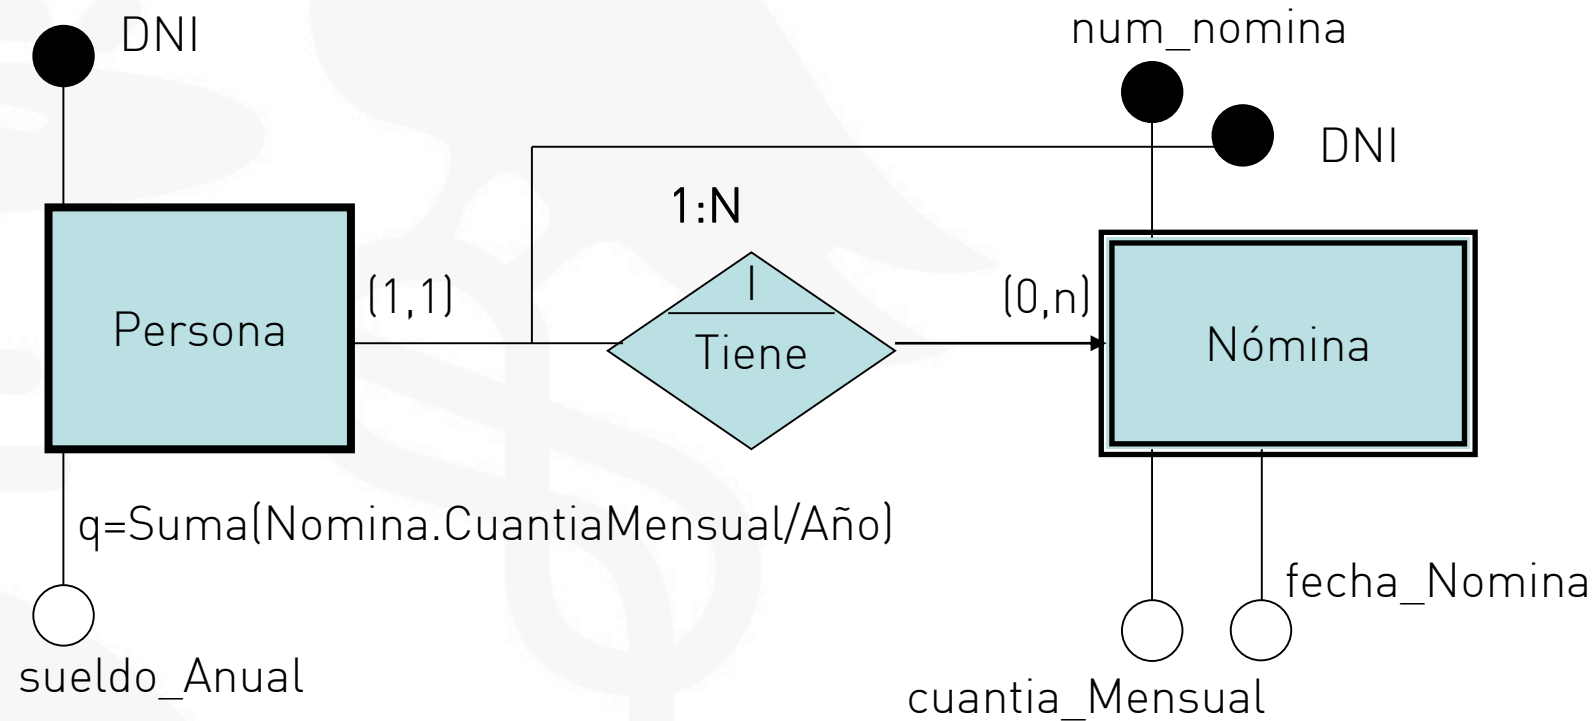 DNI
num_nomina
DNI
1:N
(1,1)
I
(0,n)
Persona
Tiene
Nómina
q=Suma(Nomina.CuantiaMensual/Año)
fecha_Nomina
sueldo_Anual
cuantia_Mensual